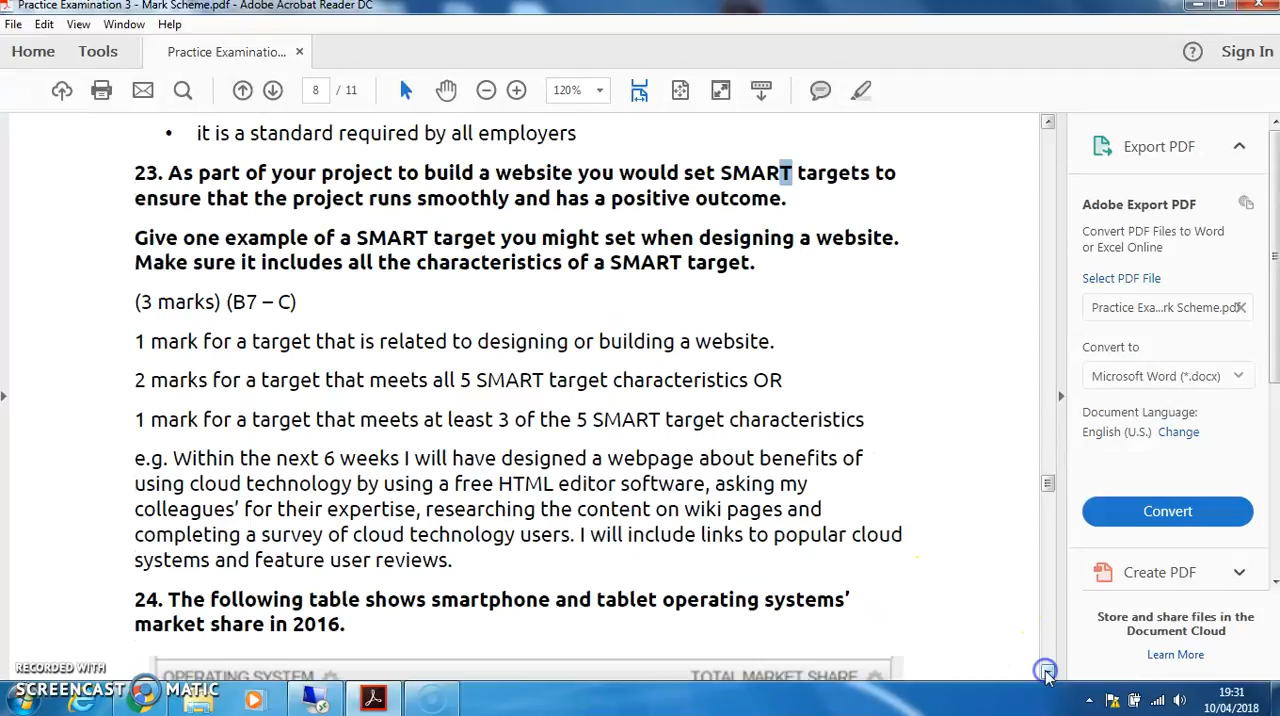 Practice Examination 3 - Mark Scheme.pdf - Adobe Acrobat Reader DC
File Edit View Window Help
Home Tools Practice Examinatio... × Sign In
8 / 11 120%
• it is a standard required by all employers
23. As part of your project to build a website you would set SMART targets to
ensure that the project runs smoothly and has a positive outcome.
Give one example of a SMART target you might set when designing a website.
Make sure it includes all the characteristics of a SMART target.
(3 marks) (B7 – C)
1 mark for a target that is related to designing or building a website.
2 marks for a target that meets all 5 SMART target characteristics OR
1 mark for a target that meets at least 3 of the 5 SMART target characteristics
e.g. Within the next 6 weeks I will have designed a webpage about benefits of
using cloud technology by using a free HTML editor software, asking my
colleagues’ for their expertise, researching the content on wiki pages and
completing a survey of cloud technology users. I will include links to popular cloud
systems and feature user reviews.
24. The following table shows smartphone and tablet operating systems’
market share in 2016.
OPERATING SYSTEM TOTAL MARKET SHARE
Export PDF
Adobe Export PDF
Convert PDF Files to Word
or Excel Online
Select PDF File
Practice Exa...rk Scheme.pdf
Convert to
Microsoft Word (*.docx)
Document Language:
English (U.S.) Change
Convert
Create PDF
Store and share files in the
Document Cloud
Learn More
RECORDED WITH
SCREENCAST MATIC
19:31
10/04/2018